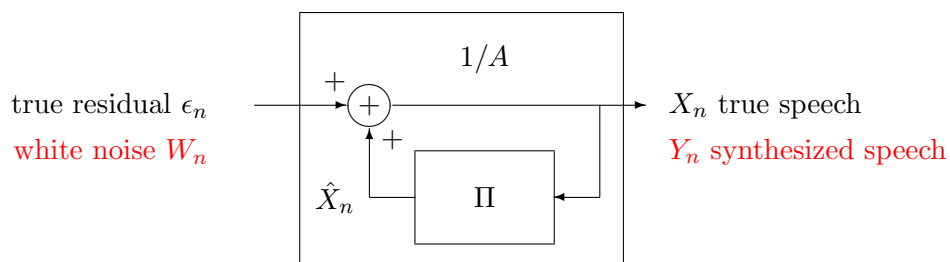 1/A
+
true residual ϵ_n
+
X_n true speech
white noise W_n
+
Y_n synthesized speech
X̂_n
Π